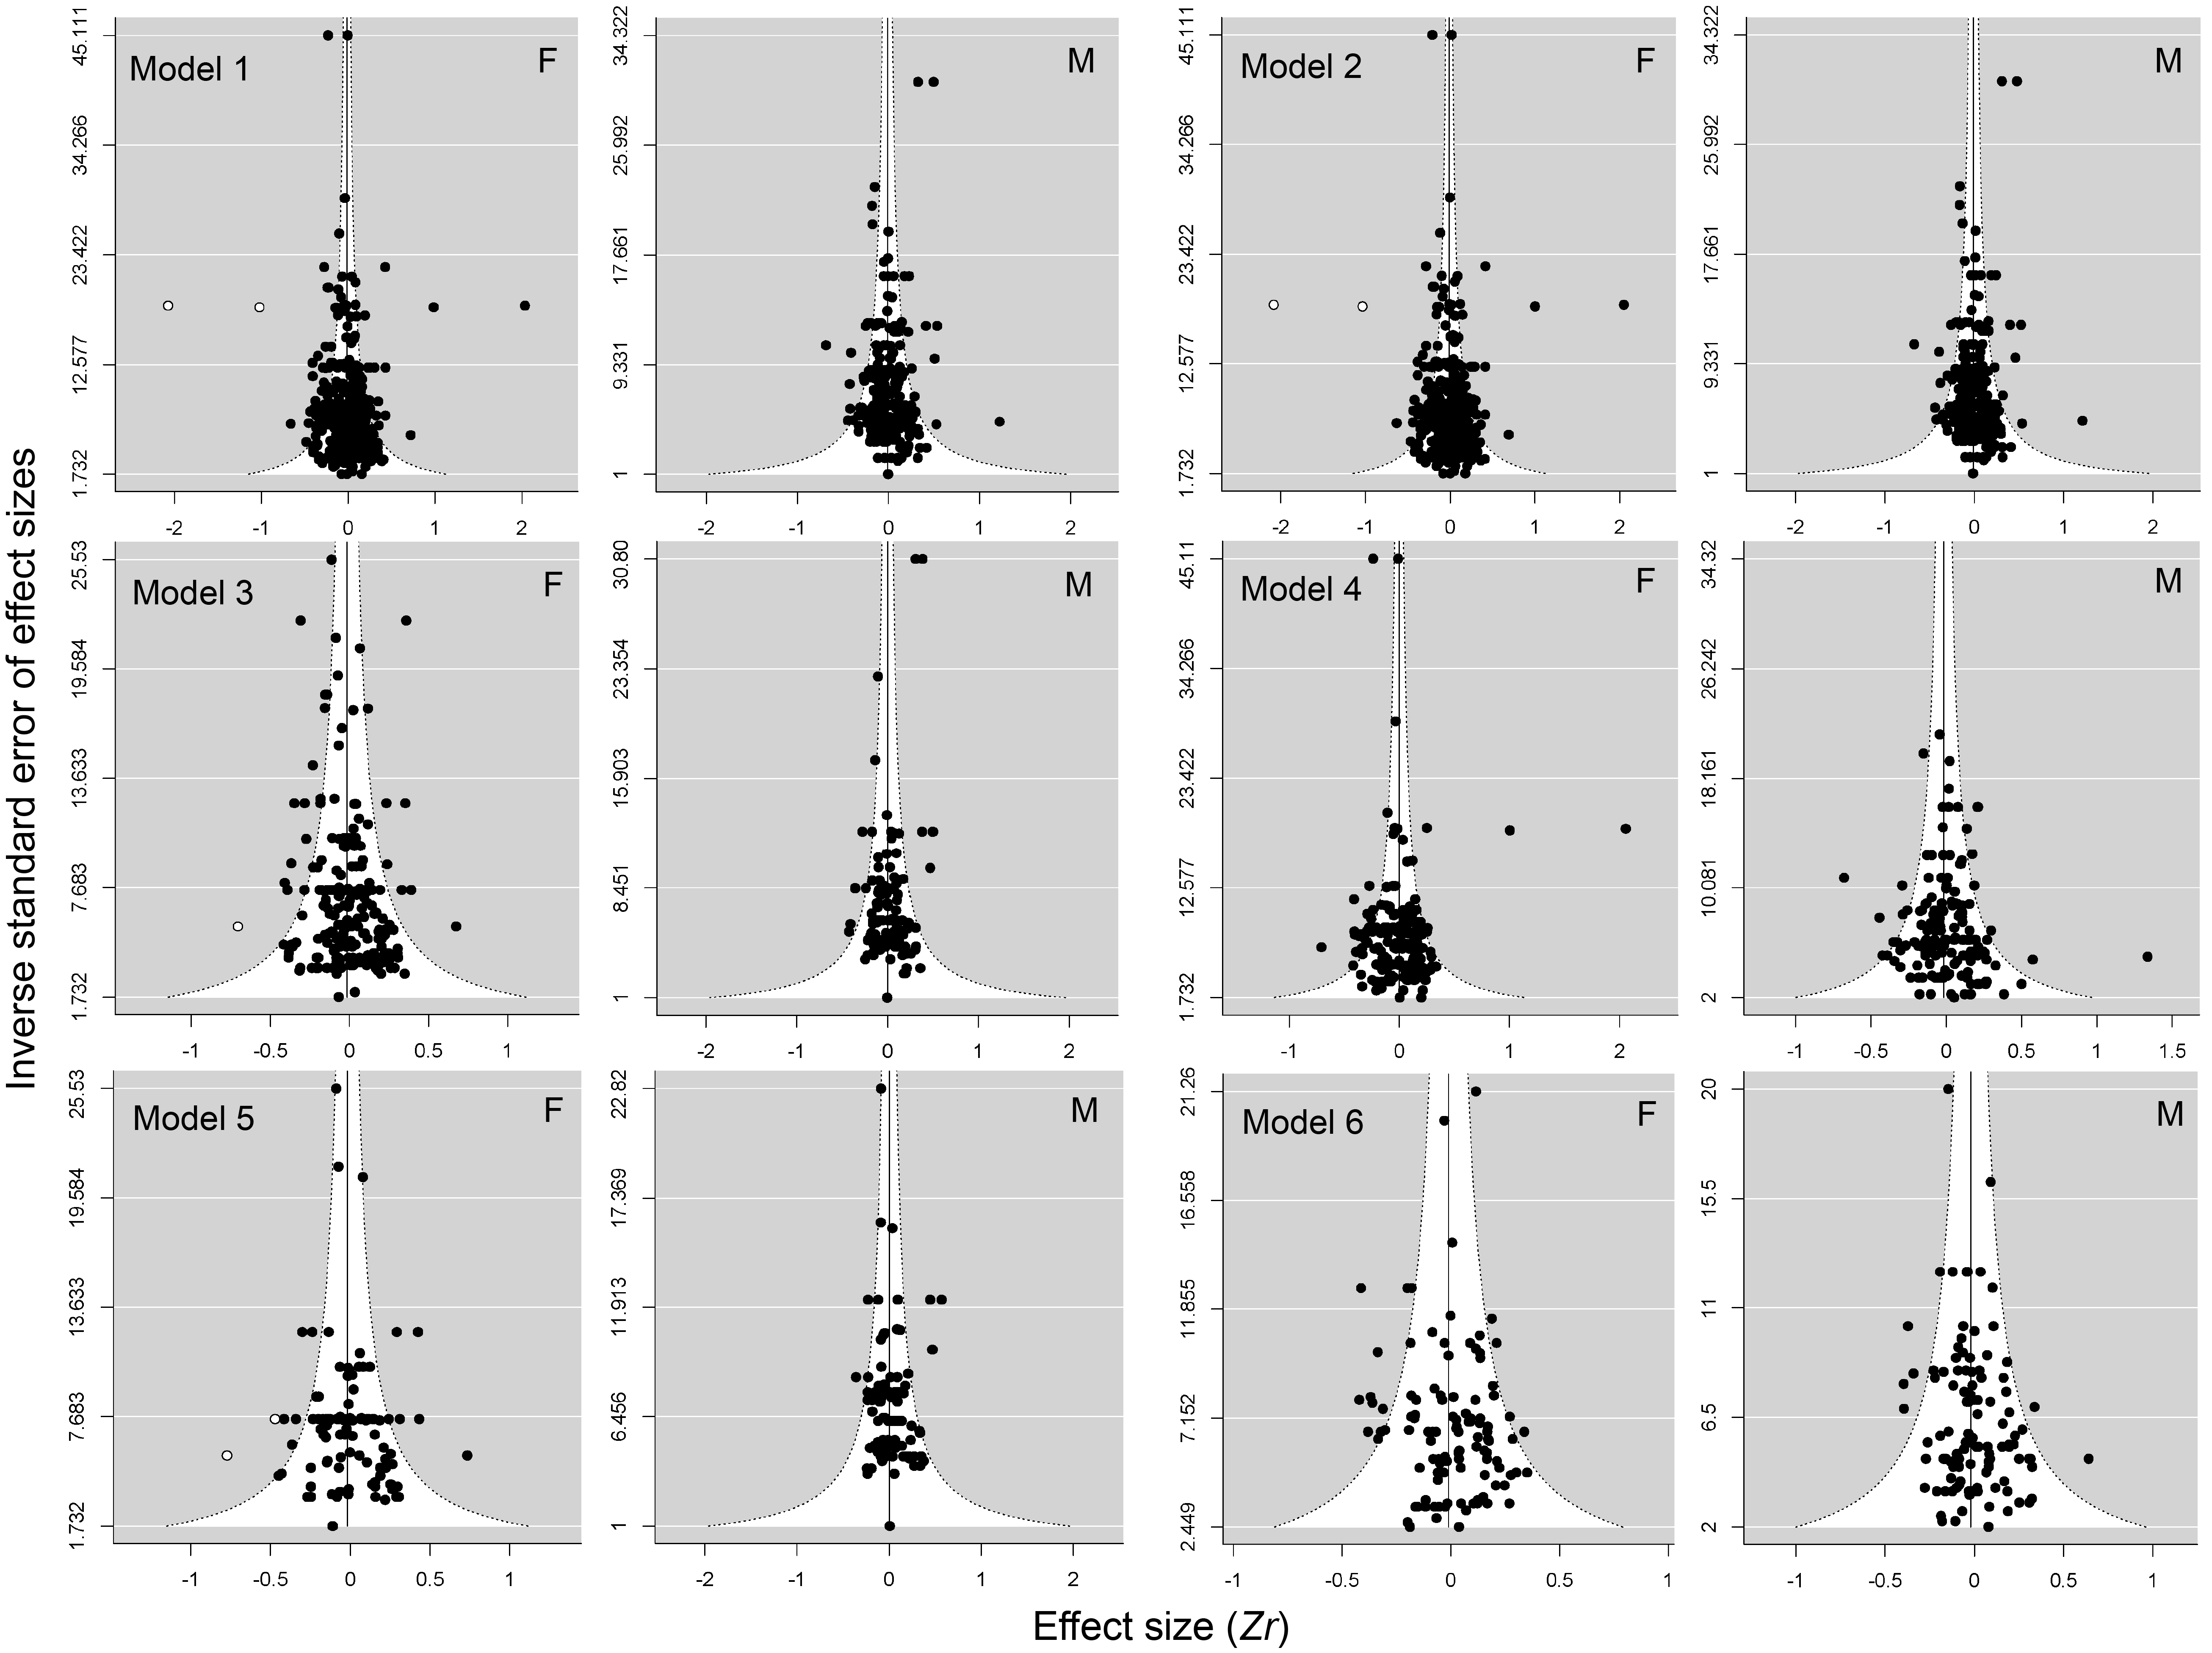 Inverse standard error of effect sizes
Model 1 F
45.111
34.266
23.422
12.577
1.732
-2 -1 0 1 2
M
34.322
25.992
17.661
9.331
1
-2 -1 0 1 2
Model 2 F
45.111
34.266
23.422
12.577
1.732
-2 -1 0 1 2
M
34.322
25.992
17.661
9.331
1
-2 -1 0 1 2
Model 3 F
25.53
19.584
13.633
7.683
1.732
-1 -0.5 0 0.5 1
M
30.80
23.354
15.903
8.451
1
-2 -1 0 1 2
Model 4 F
45.11
34.266
23.422
12.577
1.732
-1 0 1 2
M
34.32
26.242
18.161
10.081
2
-1 -0.5 0 0.5 1 1.5
Model 5 F
25.53
19.584
13.633
7.683
1.732
-1 -0.5 0 0.5 1
M
22.82
17.369
11.913
6.456
1
-2 -1 0 1 2
Model 6 F
21.26
16.558
11.855
7.152
2.449
-1 -0.5 0 0.5 1
M
20
15.5
11
6.5
2
-1 -0.5 0 0.5 1
Effect size (Zr)